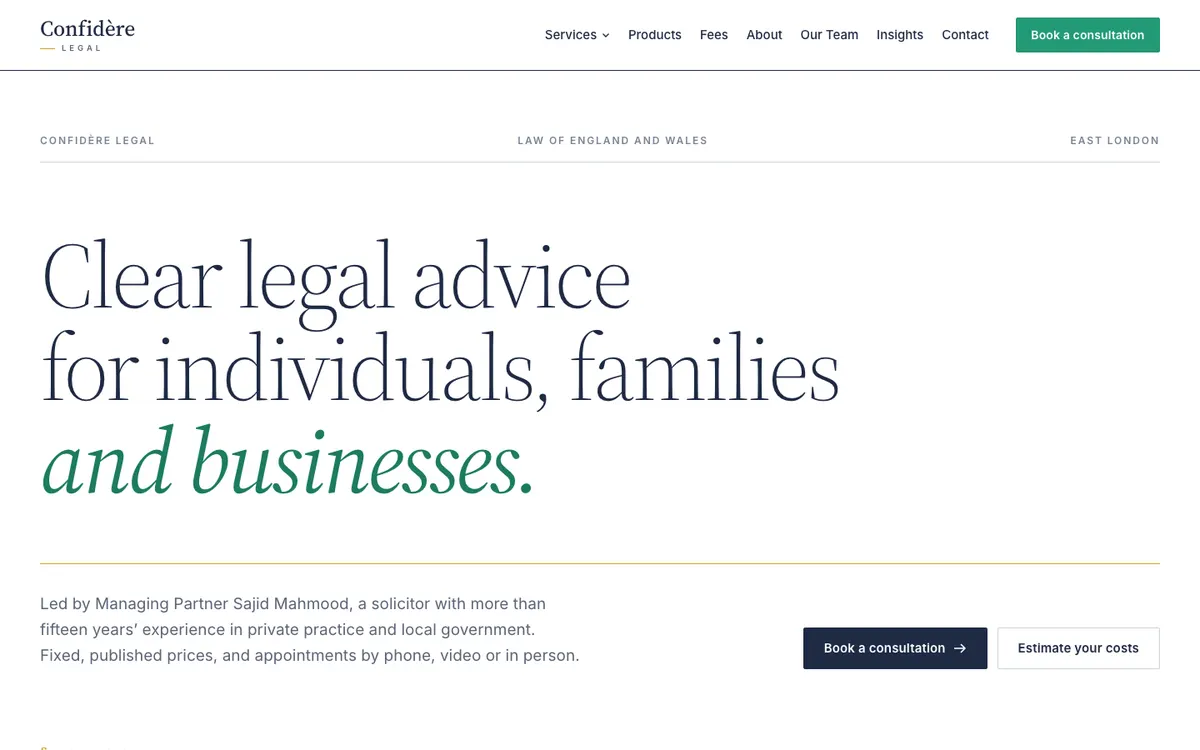 Confidère
LEGAL
Services
Products
Fees
About
Our Team
Insights
Contact
Book a consultation
CONFIDÈRE LEGAL
LAW OF ENGLAND AND WALES
EAST LONDON
Clear legal advice
for individuals, families
and businesses.
Led by Managing Partner Sajid Mahmood, a solicitor with more than
fifteen years’ experience in private practice and local government.
Fixed, published prices, and appointments by phone, video or in person.
Book a consultation →
Estimate your costs